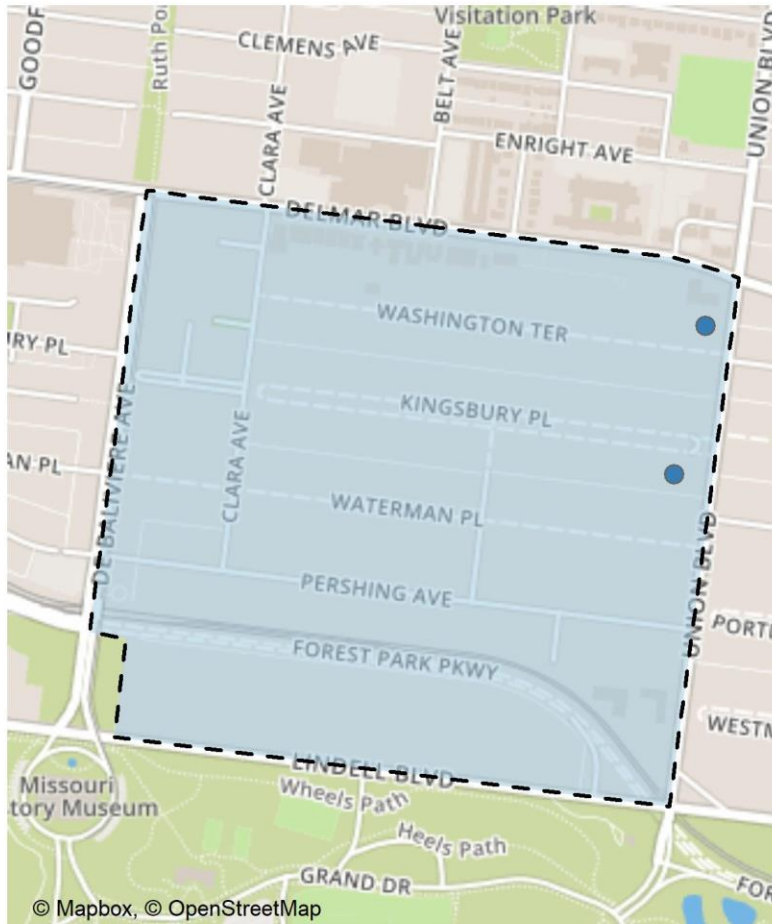 Visitation Park
GOODF
Ruth Po
CLEMENS AVE
BELT AVE
UNION BLVD
CLARA AVE
ENRIGHT AVE
DELMAR BLVD
WASHINGTON TER
URY PL
KINGSBURY PL
DE BALIVIERE AVE
CLARA AVE
AN PL
WATERMAN PL
UNION BLVD
PERSHING AVE
PORTL
FOREST PARK PKWY
WESTM
LINDELL BLVD
Missouri
tory Museum
Wheels Path
Heels Path
GRAND DR
FOR
© Mapbox, © OpenStreetMap